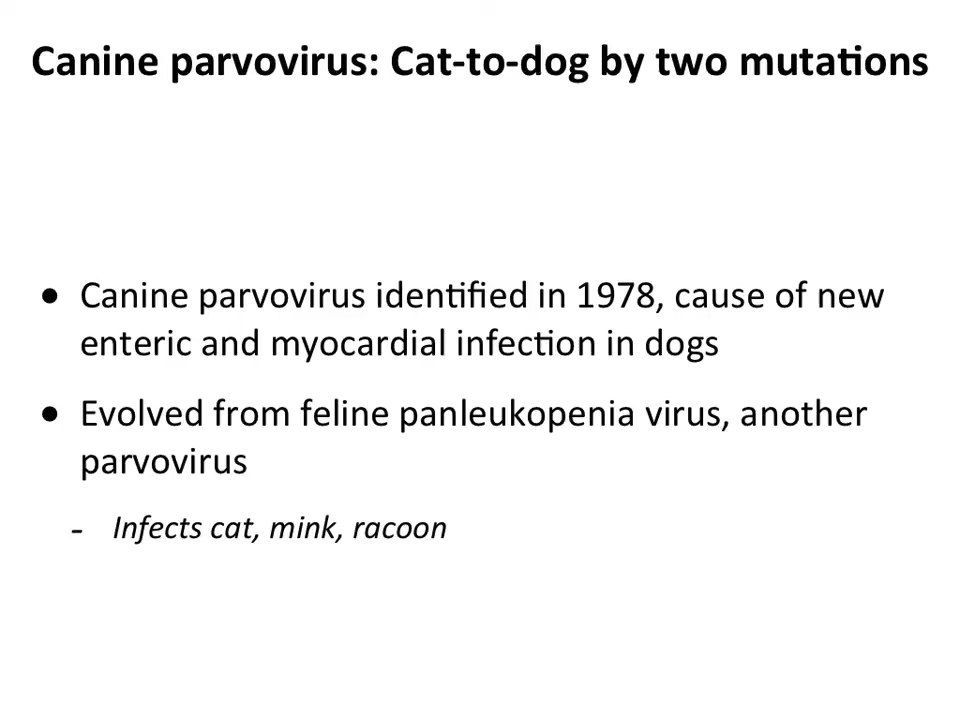 Canine parvovirus: Cat-to-dog by two mutations
• Canine parvovirus identified in 1978, cause of new
enteric and myocardial infection in dogs
• Evolved from feline panleukopenia virus, another
parvovirus
- Infects cat, mink, racoon